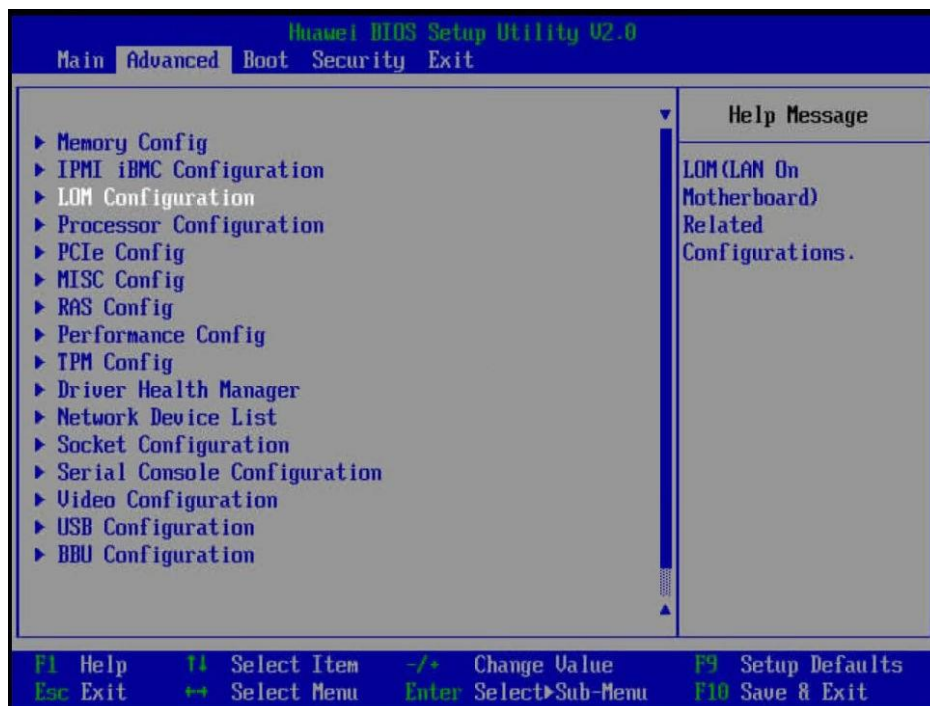 Huawei BIOS Setup Utility V2.0
Main Advanced Boot Security Exit
Memory Config
IPMI iBMC Configuration
LOM Configuration
Processor Configuration
PCIe Config
MISC Config
RAS Config
Performance Config
TPM Config
Driver Health Manager
Network Device List
Socket Configuration
Serial Console Configuration
Video Configuration
USB Configuration
BBU Configuration
Help Message
LOM(LAN On
Motherboard)
Related
Configurations.
F1 Help ↑↓ Select Item -/+ Change Value F9 Setup Defaults
Esc Exit ←→ Select Menu Enter Select▶Sub-Menu F10 Save & Exit